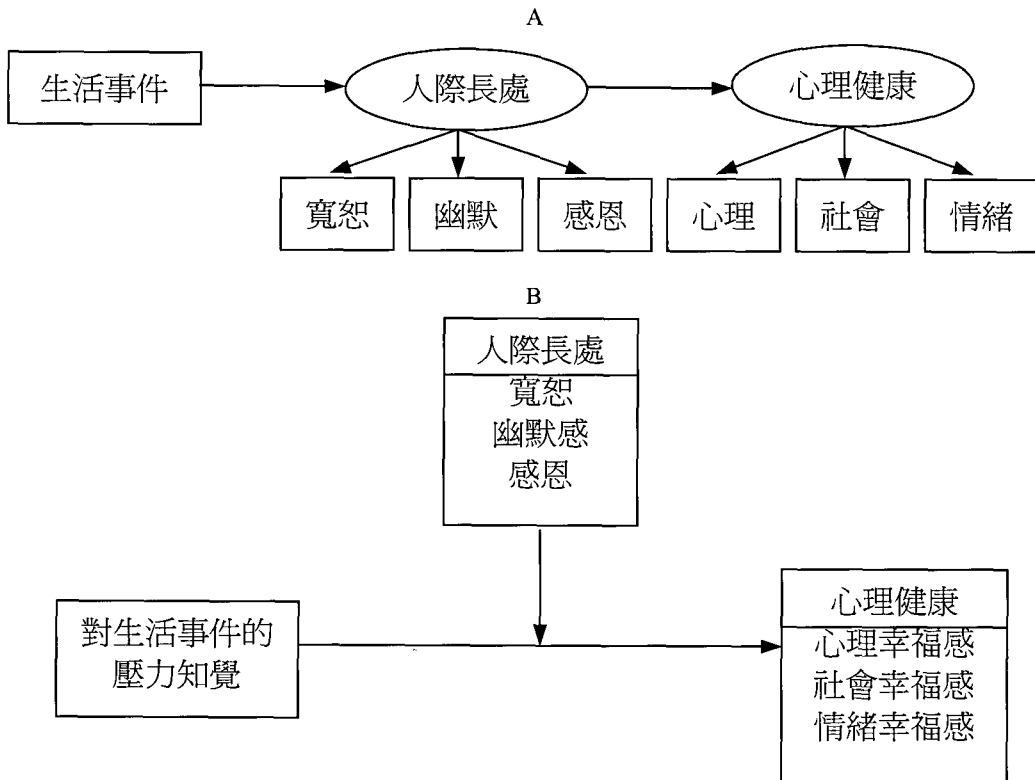 A
生活事件
人際長處
心理健康
寬恕
幽默
感恩
心理
社會
情緒
B
人際長處
寬恕
幽默感
感恩
對生活事件的
壓力知覺
心理健康
心理幸福感
社會幸福感
情緒幸福感